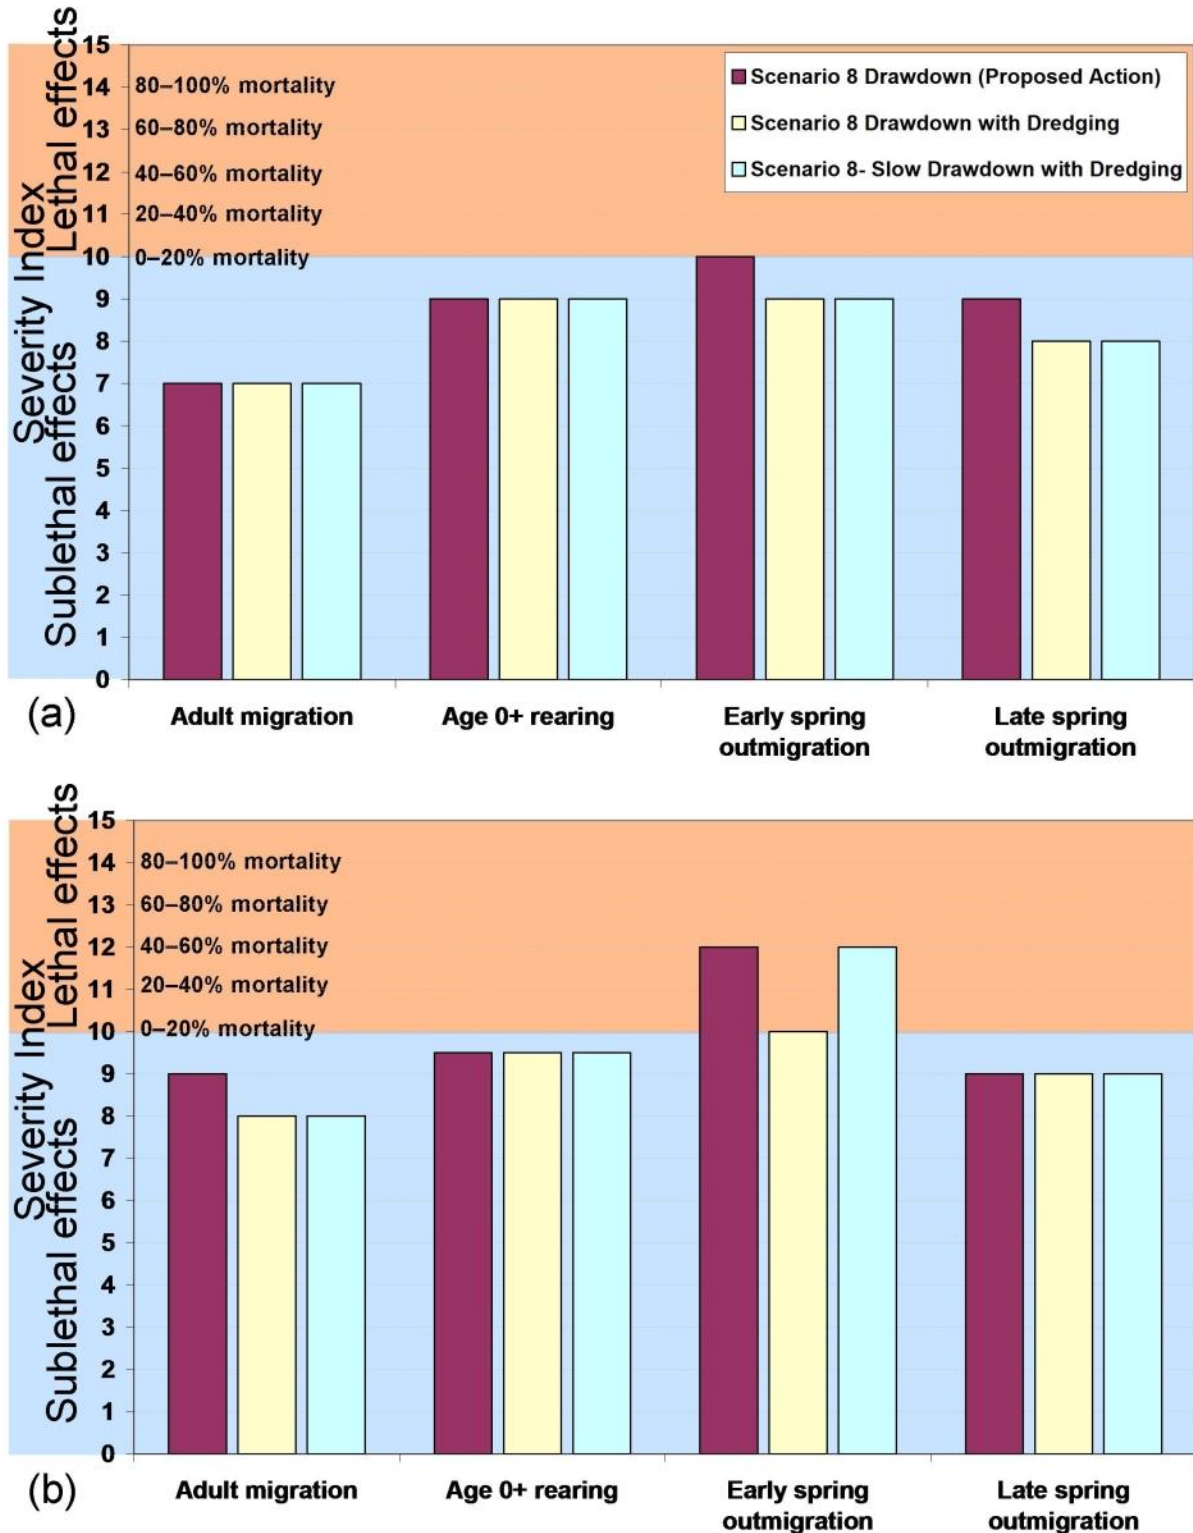 Severity Index
Lethal effects
Sublethal effects
15
14
13
12
11
10
9
8
7
6
5
4
3
2
1
0
80–100% mortality
60–80% mortality
40–60% mortality
20–40% mortality
0–20% mortality
Scenario 8 Drawdown (Proposed Action)
Scenario 8 Drawdown with Dredging
Scenario 8- Slow Drawdown with Dredging
(a)
Adult migration
Age 0+ rearing
Early spring
outmigration
Late spring
outmigration
Severity Index
Lethal effects
Sublethal effects
15
14
13
12
11
10
9
8
7
6
5
4
3
2
1
0
80–100% mortality
60–80% mortality
40–60% mortality
20–40% mortality
0–20% mortality
(b)
Adult migration
Age 0+ rearing
Early spring
outmigration
Late spring
outmigration